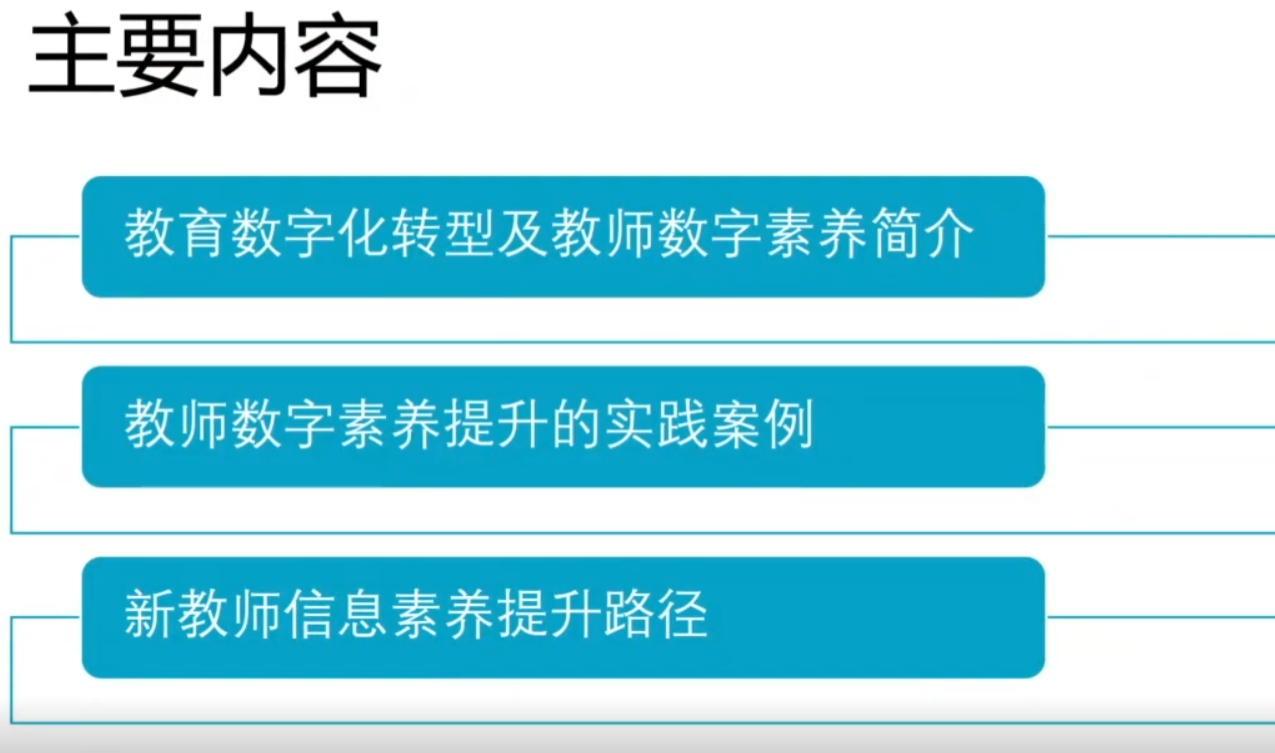 主要内容
教育数字化转型及教师数字素养简介
教师数字素养提升的实践案例
新教师信息素养提升路径